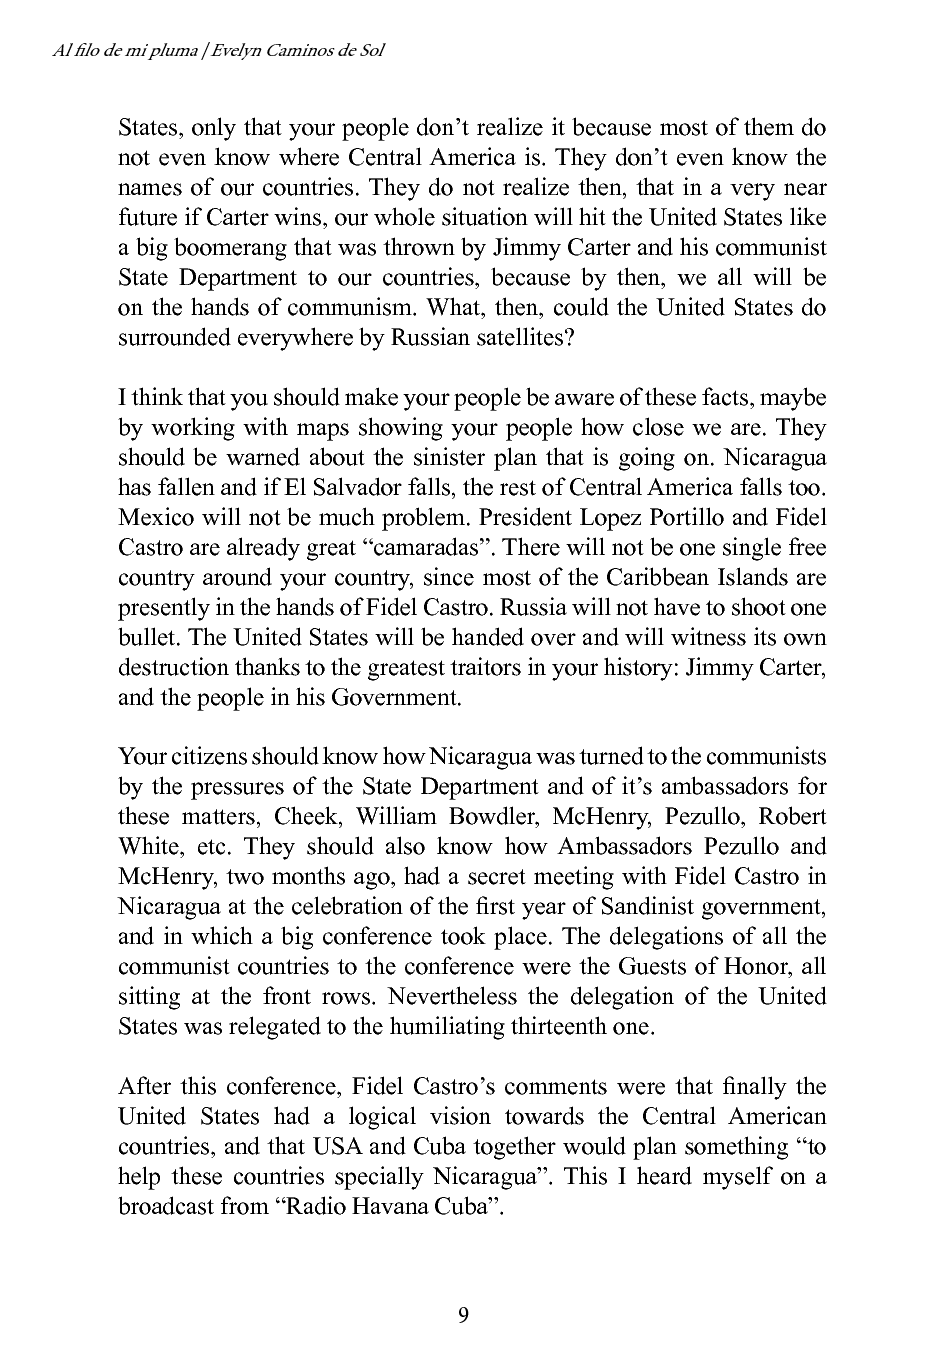 Al filo de mi pluma | Evelyn Caminos de Sol
States, only that your people don’t realize it because most of them do
not even know where Central America is. They don’t even know the
names of our countries. They do not realize then, that in a very near
future if Carter wins, our whole situation will hit the United States like
a big boomerang that was thrown by Jimmy Carter and his communist
State Department to our countries, because by then, we all will be
on the hands of communism. What, then, could the United States do
surrounded everywhere by Russian satellites?
I think that you should make your people be aware of these facts, maybe
by working with maps showing your people how close we are. They
should be warned about the sinister plan that is going on. Nicaragua
has fallen and if El Salvador falls, the rest of Central America falls too.
Mexico will not be much problem. President Lopez Portillo and Fidel
Castro are already great “camaradas”. There will not be one single free
country around your country, since most of the Caribbean Islands are
presently in the hands of Fidel Castro. Russia will not have to shoot one
bullet. The United States will be handed over and will witness its own
destruction thanks to the greatest traitors in your history: Jimmy Carter,
and the people in his Government.
Your citizens should know how Nicaragua was turned to the communists
by the pressures of the State Department and of it’s ambassadors for
these matters, Cheek, William Bowdler, McHenry, Pezullo, Robert
White, etc. They should also know how Ambassadors Pezullo and
McHenry, two months ago, had a secret meeting with Fidel Castro in
Nicaragua at the celebration of the first year of Sandinist government,
and in which a big conference took place. The delegations of all the
communist countries to the conference were the Guests of Honor, all
sitting at the front rows. Nevertheless the delegation of the United
States was relegated to the humiliating thirteenth one.
After this conference, Fidel Castro’s comments were that finally the
United States had a logical vision towards the Central American
countries, and that USA and Cuba together would plan something “to
help these countries specially Nicaragua”. This I heard myself on a
broadcast from “Radio Havana Cuba”.
9